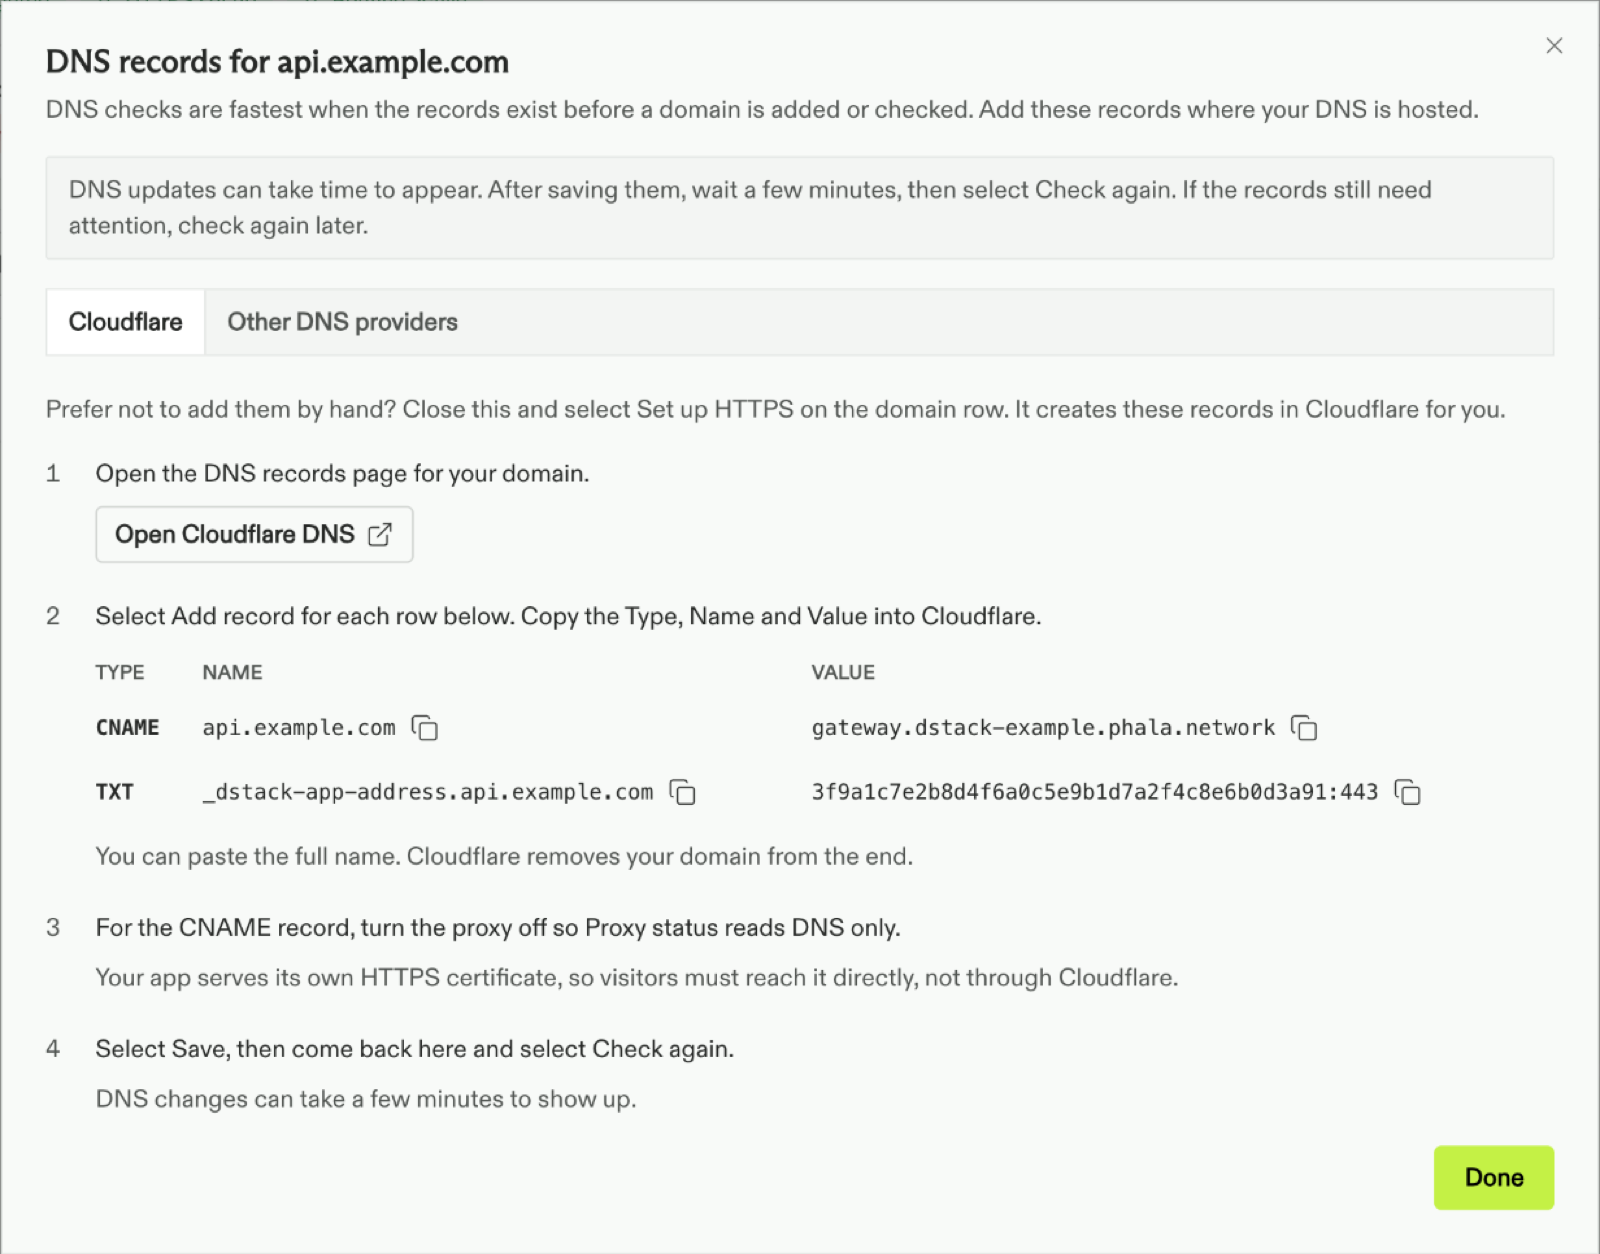 DNS records for api.example.com
DNS checks are fastest when the records exist before a domain is added or checked. Add these records where your DNS is hosted.
DNS updates can take time to appear. After saving them, wait a few minutes, then select Check again. If the records still need
attention, check again later.
Cloudflare Other DNS providers
Prefer not to add them by hand? Close this and select Set up HTTPS on the domain row. It creates these records in Cloudflare for you.
1 Open the DNS records page for your domain.
Open Cloudflare DNS
2 Select Add record for each row below. Copy the Type, Name and Value into Cloudflare.
TYPE NAME VALUE
CNAME api.example.com gateway.dstack-example.phala.network
TXT _dstack-app-address.api.example.com 3f9a1c7e2b8d4f6a0c5e9b1d7a2f4c8e6b0d3a91:443
You can paste the full name. Cloudflare removes your domain from the end.
3 For the CNAME record, turn the proxy off so Proxy status reads DNS only.
Your app serves its own HTTPS certificate, so visitors must reach it directly, not through Cloudflare.
4 Select Save, then come back here and select Check again.
DNS changes can take a few minutes to show up.
Done